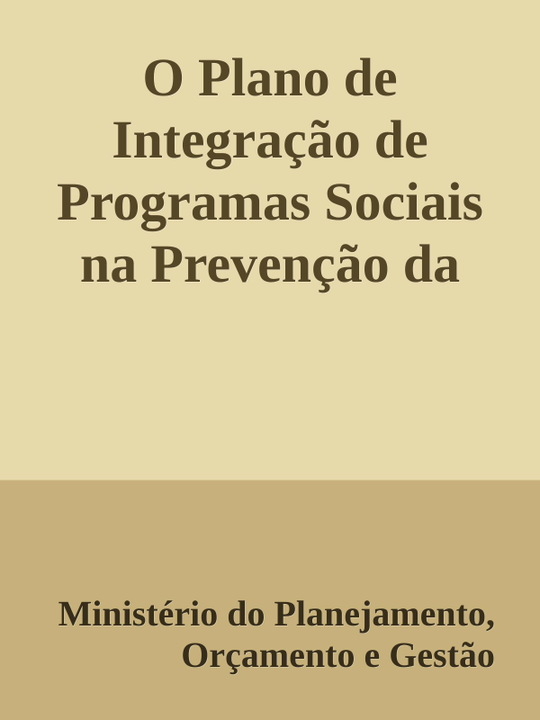 O Plano de
Integração de
Programas Sociais
na Prevenção da
Ministério do Planejamento,
Orçamento e Gestão